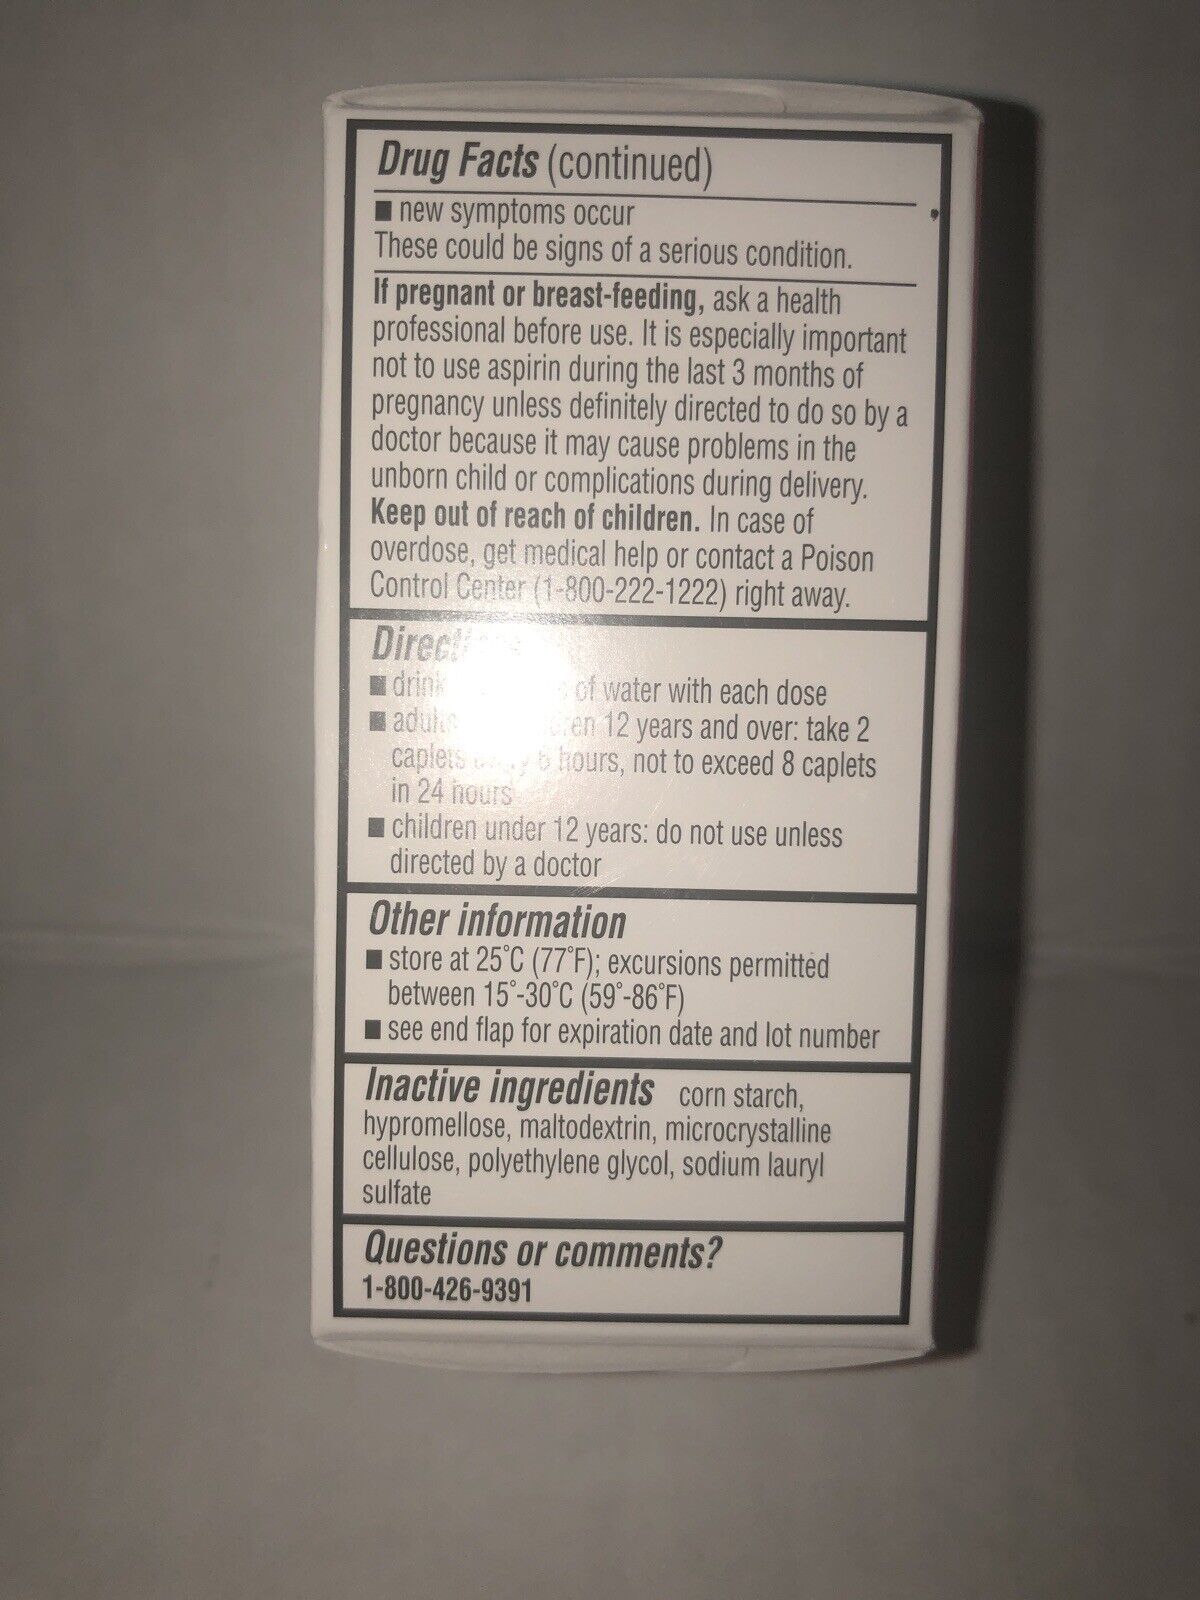 Drug Facts (continued)
■ new symptoms occur
These could be signs of a serious condition.
If pregnant or breast-feeding, ask a health
professional before use. It is especially important
not to use aspirin during the last 3 months of
pregnancy unless definitely directed to do so by a
doctor because it may cause problems in the
unborn child or complications during delivery.
Keep out of reach of children. In case of
overdose, get medical help or contact a Poison
Control Center (1-800-222-1222) right away.
■ of water with each dose
■ 12 years and over: take 2
caplets hours, not to exceed 8 caplets
in 24 hours
■ children under 12 years: do not use unless
directed by a doctor
Other information
■ store at 25°C (77°F); excursions permitted
between 15°-30°C (59°-86°F)
■ see end flap for expiration date and lot number
Inactive ingredients corn starch,
hypromellose, maltodextrin, microcrystalline
cellulose, polyethylene glycol, sodium lauryl
sulfate
Questions or comments?
1-800-426-9391